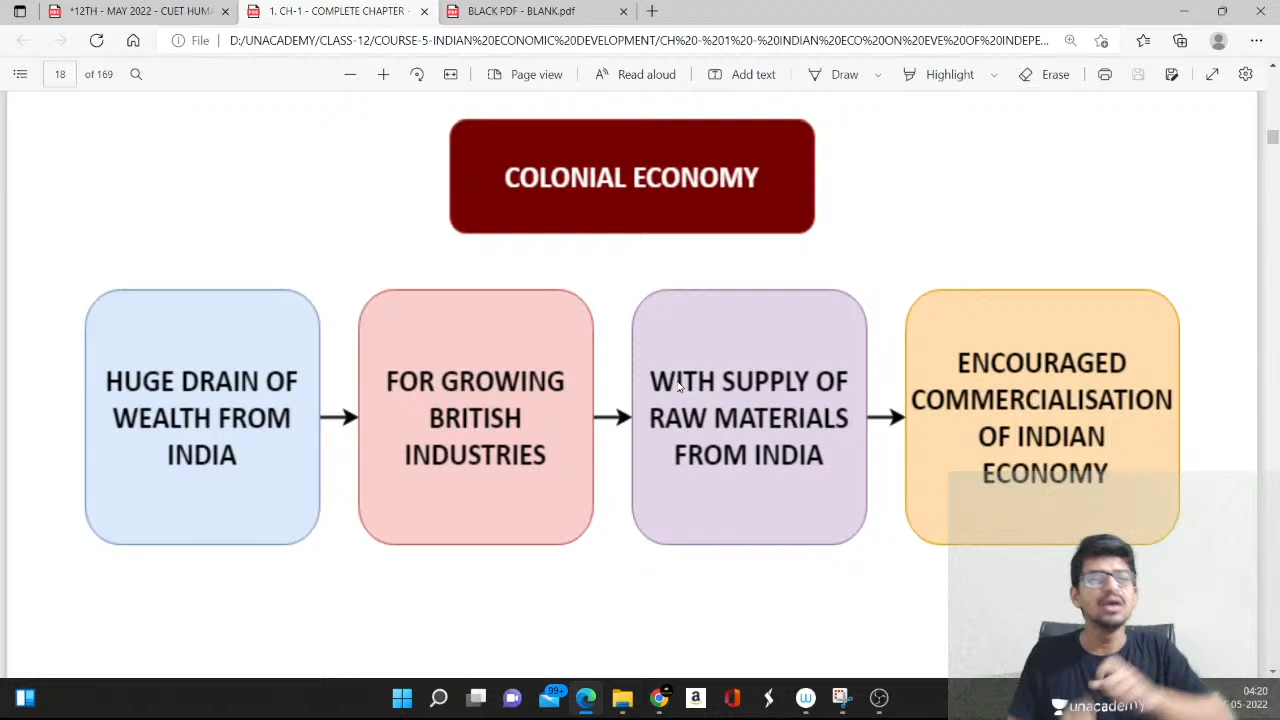 *12TH - MAY 2022 - CUET HUM
1. CH-1 - COMPLETE CHAPTER -
BLACK PDF - BLANK.pdf
File
D:/UNACADEMY/CLASS-12/COURSE-5-INDIAN%20ECONOMIC%20DEVELOPMENT/CH%20-%201%20-%20INDIAN%20ECO%20ON%20EVE%20OF%20INDEPE...
18 of 169
Page view
Read aloud
Add text
Draw
Highlight
Erase
COLONIAL ECONOMY
HUGE DRAIN OF
WEALTH FROM
INDIA
FOR GROWING
BRITISH
INDUSTRIES
WITH SUPPLY OF
RAW MATERIALS
FROM INDIA
ENCOURAGED
COMMERCIALISATION
OF INDIAN
ECONOMY
unacademy
99+
04:20
-05-2022